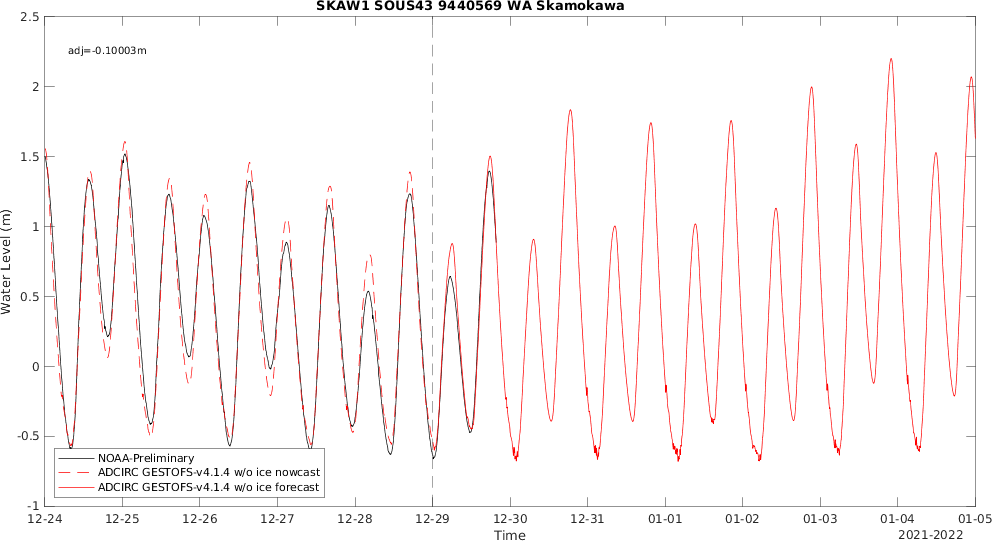 SKAW1 SOUS43 9440569 WA Skamokawa
adj=-0.10003m
2.5
2
1.5
1
0.5
0
-0.5
-1
Water Level (m)
NOAA-Preliminary
ADCIRC GESTOFS-v4.1.4 w/o ice nowcast
ADCIRC GESTOFS-v4.1.4 w/o ice forecast
12-24 12-25 12-26 12-27 12-28 12-29 12-30 12-31 01-01 01-02 01-03 01-04 01-05
Time
2021-2022